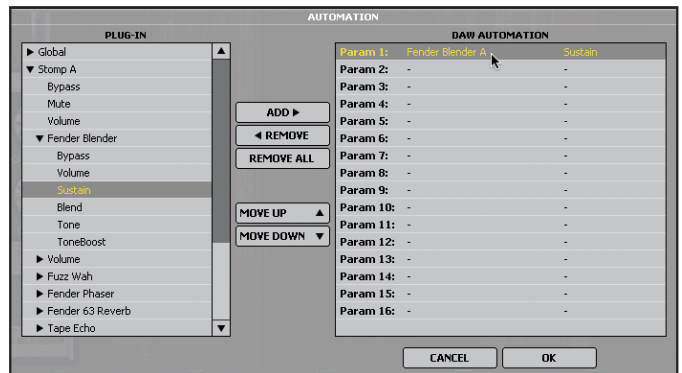 AUTOMATION
PLUG-IN
▶ Global
▼ Stomp A
Bypass
Mute
Volume
▼ Fender Blender
Bypass
Volume
Sustain
Blend
Tone
ToneBoost
▶ Volume
▶ Fuzz Wah
▶ Fender Phaser
▶ Fender 63 Reverb
▶ Tape Echo
ADD ▶
◀ REMOVE
REMOVE ALL
MOVE UP ▲
MOVE DOWN ▼
DAW AUTOMATION
Param 1: Fender Blender A Sustain
Param 2: - -
Param 3: - -
Param 4: - -
Param 5: - -
Param 6: - -
Param 7: - -
Param 8: - -
Param 9: - -
Param 10: - -
Param 11: - -
Param 12: - -
Param 13: - -
Param 14: - -
Param 15: - -
Param 16: - -
CANCEL
OK